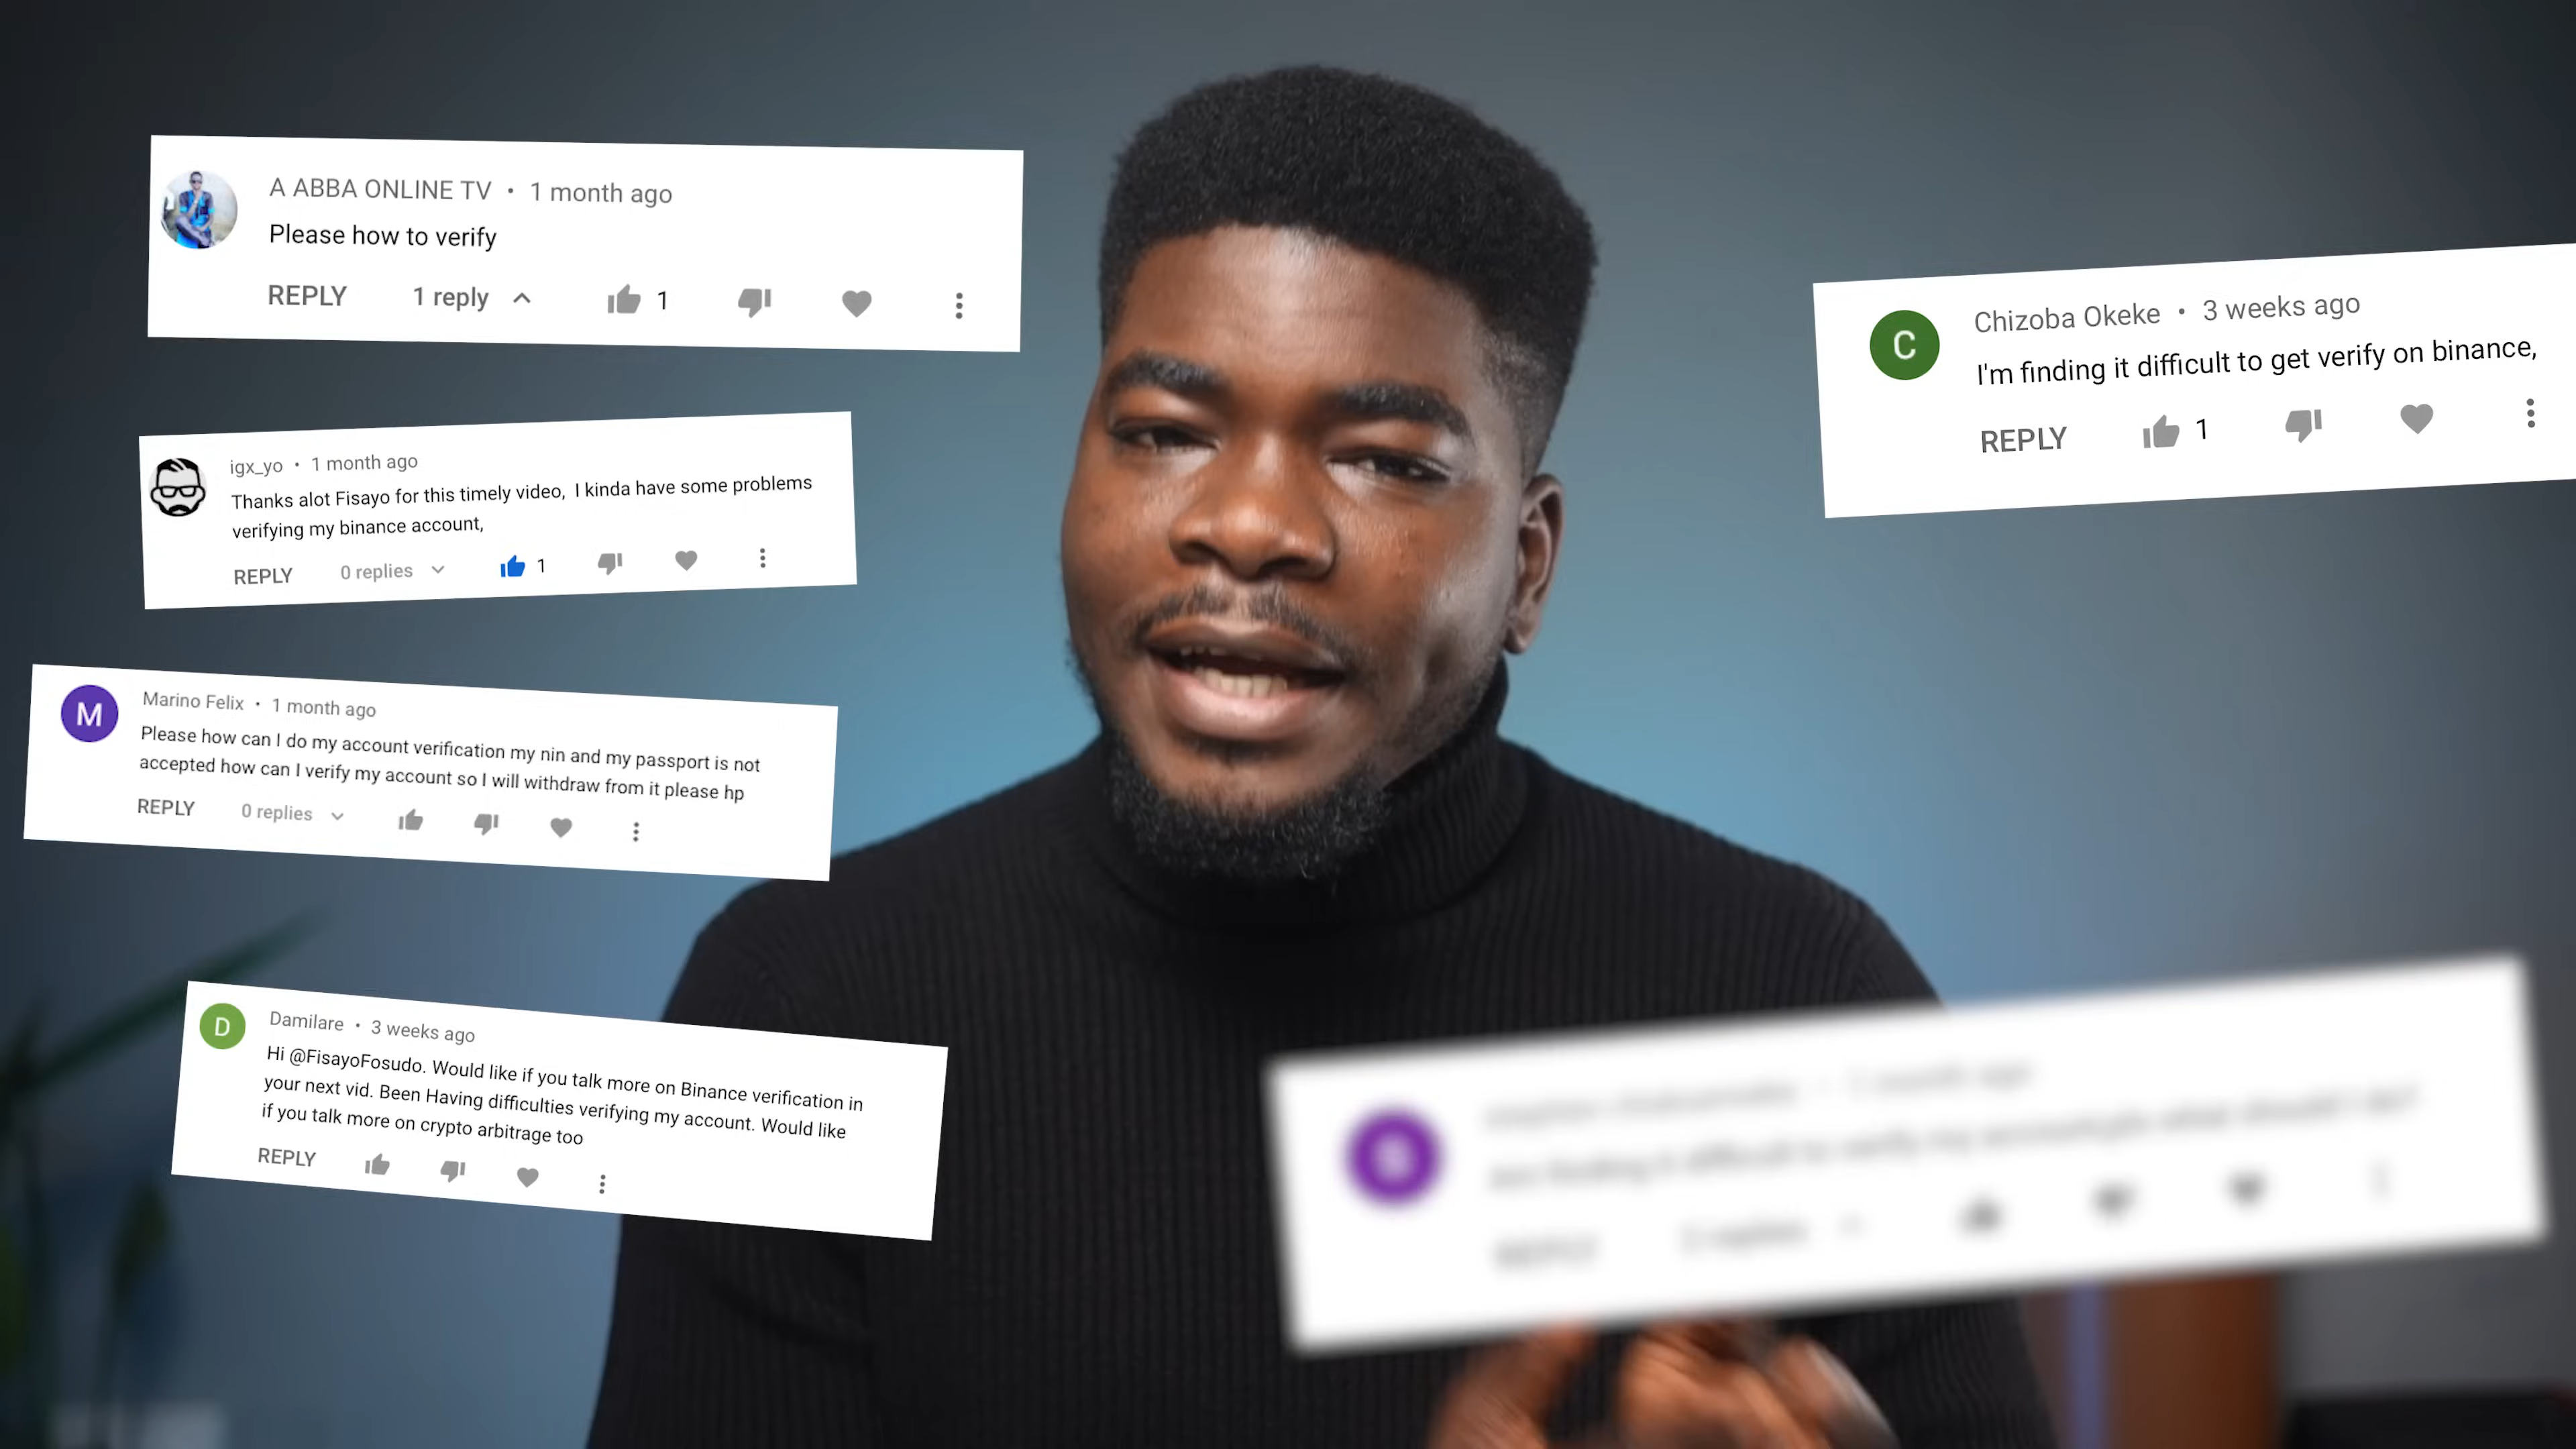 A ABBA ONLINE TV • 1 month ago
Please how to verify
REPLY 1 reply 1
igx_yo • 1 month ago
Thanks alot Fisayo for this timely video, I kinda have some problems
verifying my binance account,
REPLY 0 replies 1
M
Marino Felix • 1 month ago
Please how can I do my account verification my nin and my passport is not
accepted how can I verify my account so I will withdraw from it please hp
REPLY 0 replies
D
Damilare • 3 weeks ago
Hi @FisayoFosudo. Would like if you talk more on Binance verification in
your next vid. Been Having difficulties verifying my account. Would like
if you talk more on crypto arbitrage too
REPLY
C
Chizoba Okeke • 3 weeks ago
I'm finding it difficult to get verify on binance,
REPLY 1